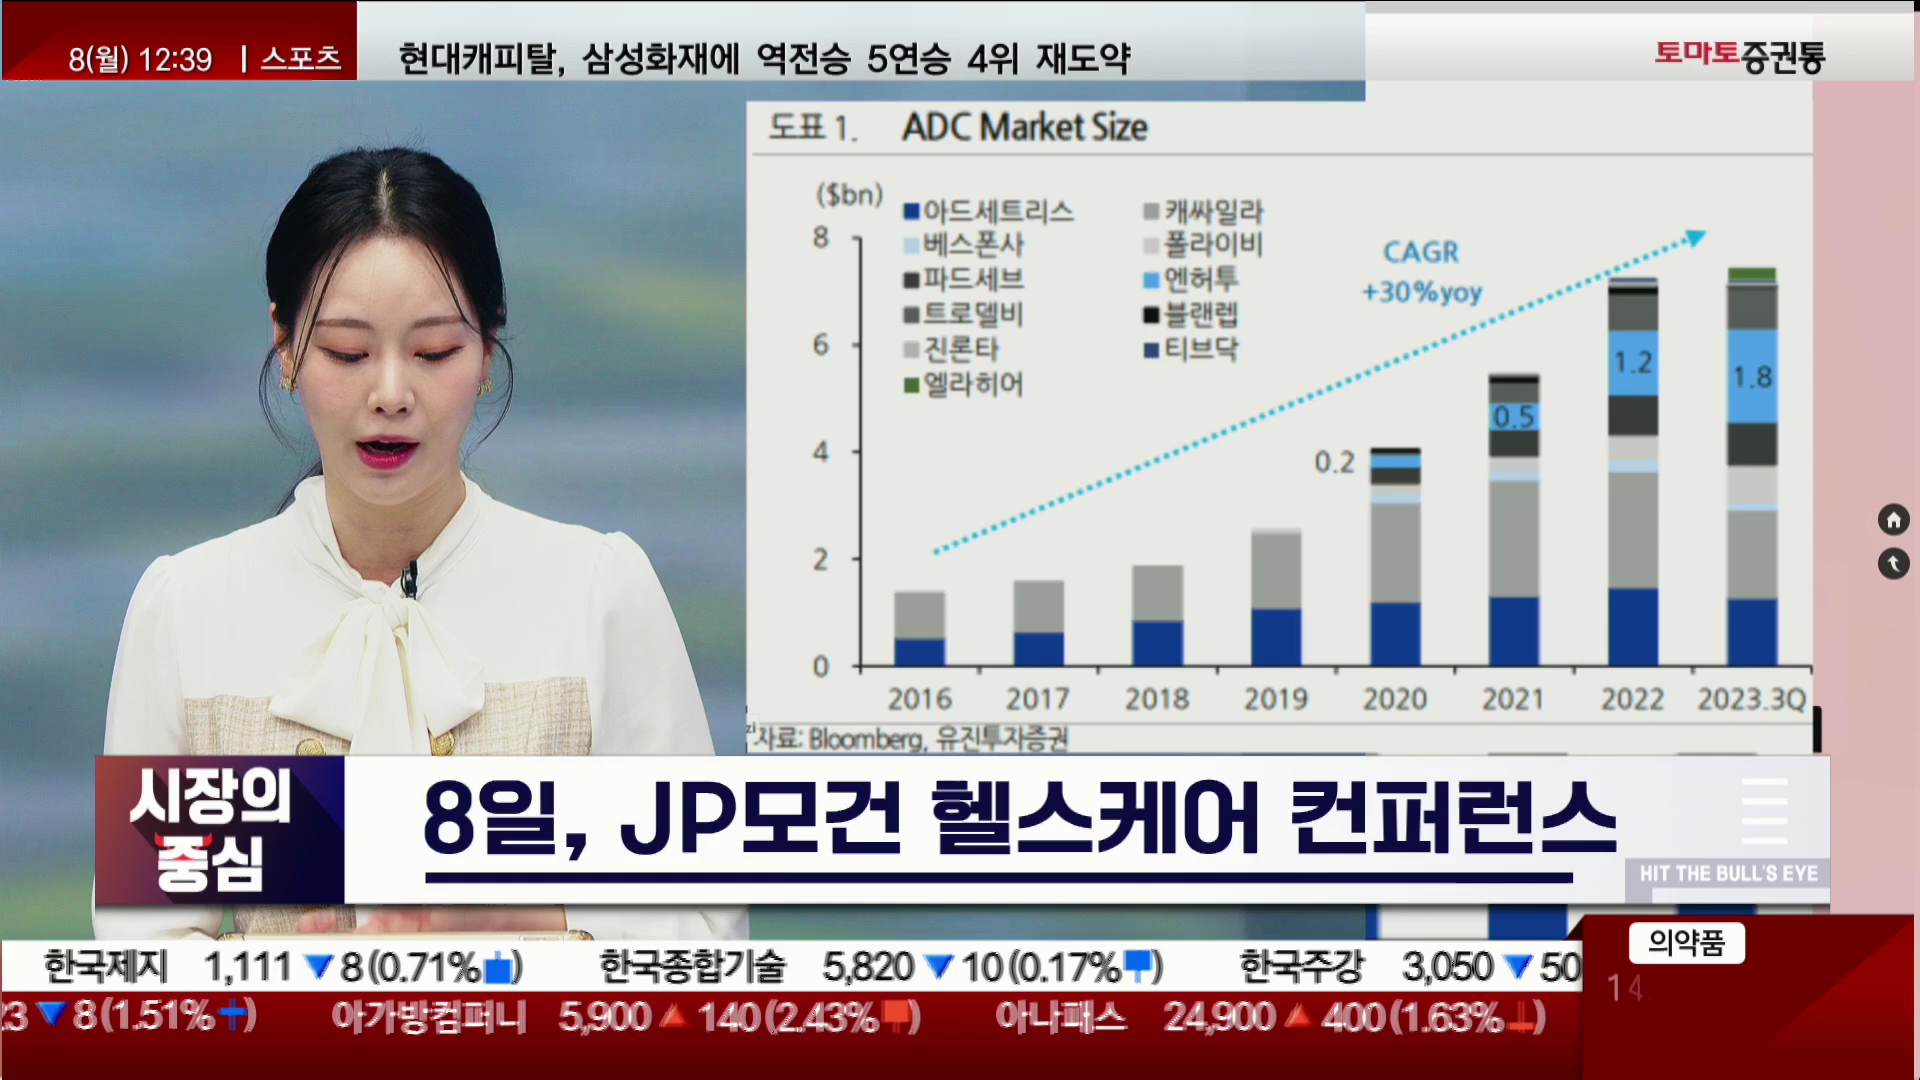 8(월) 12:39 | 스포츠
현대캐피탈, 삼성화재에 역전승 5연승 4위 재도약
토마토증권통
도표 1. ADC Market Size
($bn)
아드세트리스
캐싸일라
베스폰사
폴라이비
파드세브
엔허투
트로델비
블랜렙
진론타
티브닥
엘라히어
CAGR
+30%yoy
8
6
4
2
0
0.2
0.5
1.2
1.8
2016 2017 2018 2019 2020 2021 2022 2023.3Q
자료: Bloomberg, 유진투자증권
시장의
중심
8일, JP모건 헬스케어 컨퍼런스
HIT THE BULL'S EYE
한국제지 1,111 ▼ 8(0.71%) 한국종합기술 5,820 ▼ 10(0.17%) 한국주강 3,050 ▼ 50
의약품
14
23 ▼ 8(1.51%) 아가방컴퍼니 5,900 ▲ 140(2.43%) 아나패스 24,900 ▲ 400(1.63%)